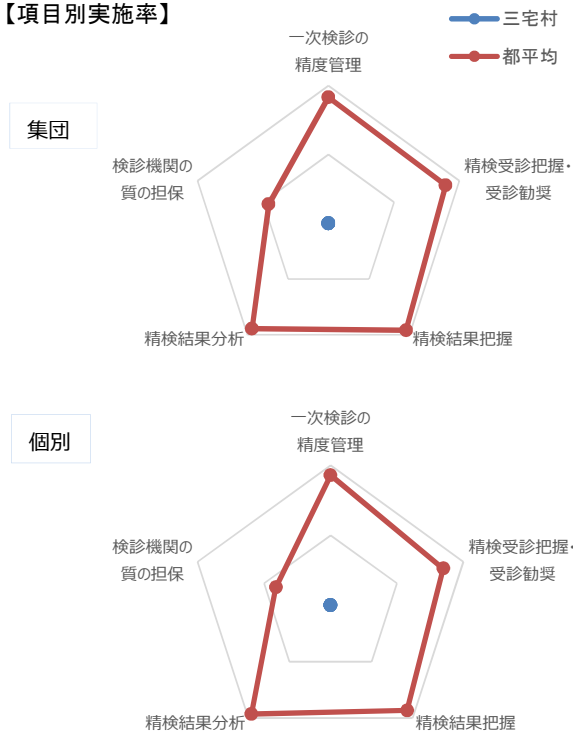 【項目別実施率】
三宅村
都平均
集団
一次検診の
精度管理
精検受診把握・
受診勧奨
精検結果把握
精検結果分析
検診機関の
質の担保
個別
一次検診の
精度管理
精検受診把握・
受診勧奨
精検結果把握
精検結果分析
検診機関の
質の担保